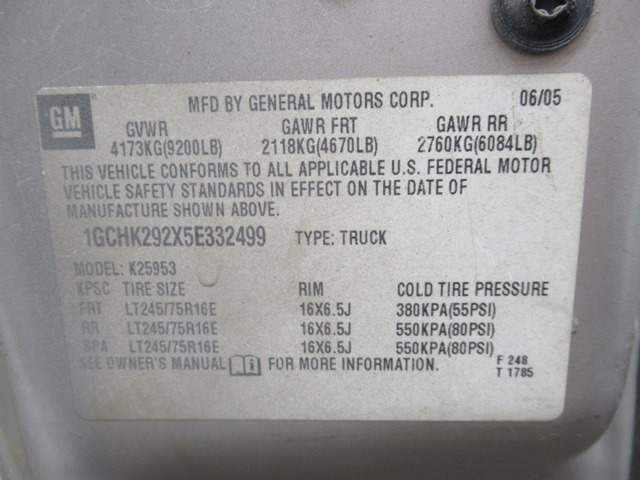 GM
MFD BY GENERAL MOTORS CORP. 06/05
GVWR GAWR FRT GAWR RR
4173KG(9200LB) 2118KG(4670LB) 2760KG(6084LB)
THIS VEHICLE CONFORMS TO ALL APPLICABLE U.S. FEDERAL MOTOR
VEHICLE SAFETY STANDARDS IN EFFECT ON THE DATE OF
MANUFACTURE SHOWN ABOVE.
1GCHK292X5E332499 TYPE: TRUCK
MODEL: K25953
KPSC TIRE SIZE RIM COLD TIRE PRESSURE
FRT LT245/75R16E 16X6.5J 380KPA(55PSI)
RR LT245/75R16E 16X6.5J 550KPA(80PSI)
SPA LT245/75R16E 16X6.5J 550KPA(80PSI)
SEE OWNER'S MANUAL FOR MORE INFORMATION. F 248
T 1785